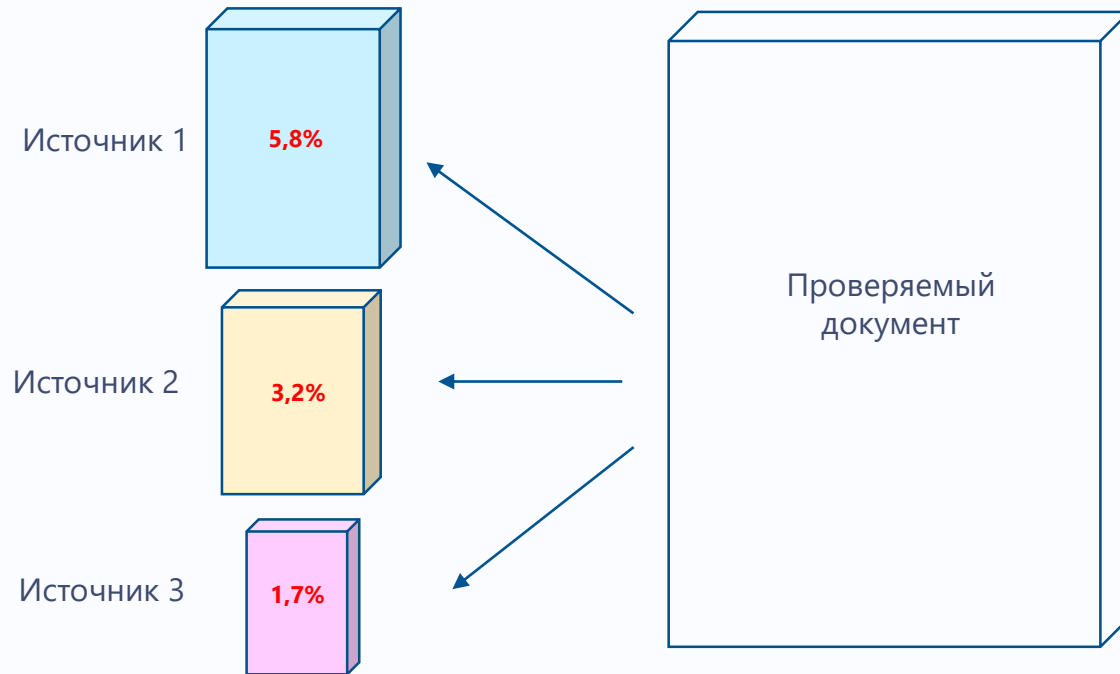 Источник 1
5,8%
Проверяемый
документ
Источник 2
3,2%
Источник 3
1,7%